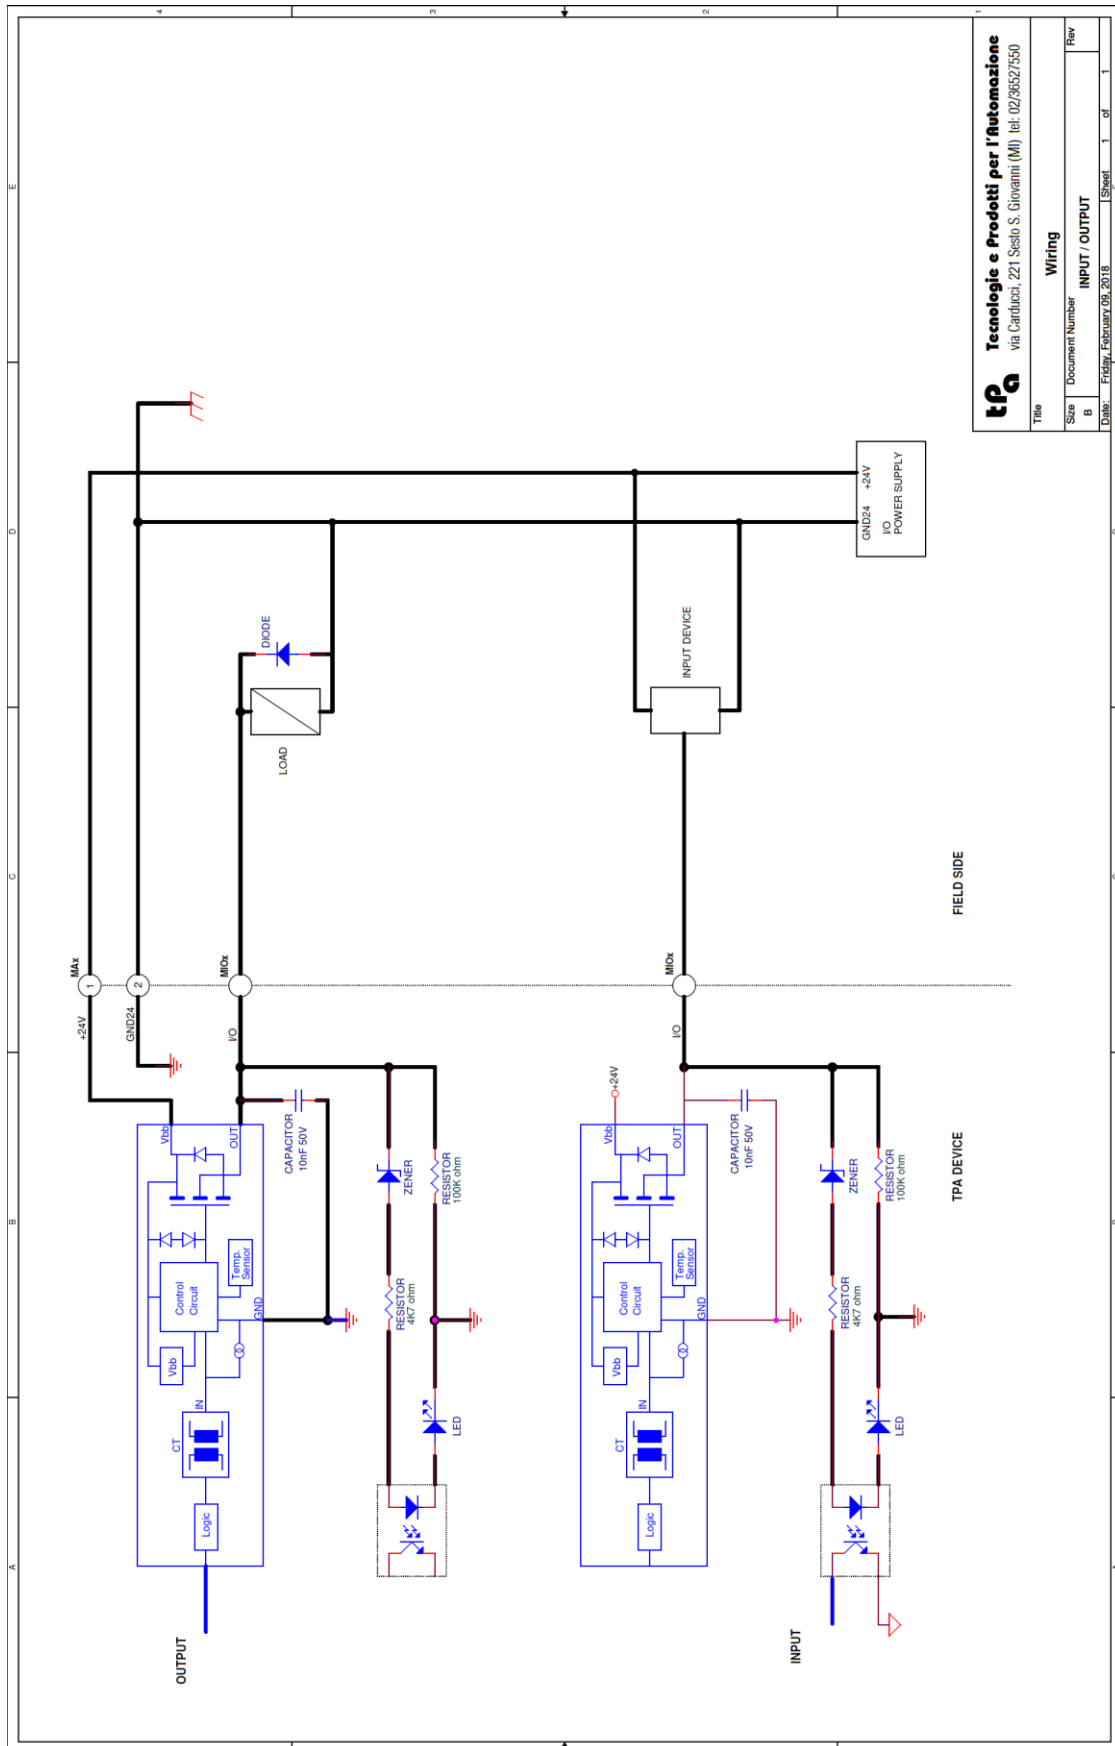 4
3
2
1
E
D
C
B
A
MAx
1
2
+24V
GND24
MIOx
I/O
LOAD
DIODE
Vbb
OUT
CAPACITOR
10nF 50V
Control
Circuit
Temp.
Sensor
GND
Vbb
IN
CT
Logic
ZENER
RESISTOR
100K ohm
RESISTOR
4K7 ohm
LED
OUTPUT
INPUT DEVICE
GND24
+24V
I/O
POWER SUPPLY
MIOx
I/O
+24V
Vbb
OUT
CAPACITOR
10nF 50V
Control
Circuit
Temp.
Sensor
GND
Vbb
IN
CT
Logic
ZENER
RESISTOR
100K ohm
RESISTOR
4K7 ohm
LED
INPUT
FIELD SIDE
TPA DEVICE
tPa
Tecnologie e Prodotti per l'Automazione
via Carducci, 221 Sesto S. Giovanni (MI) tel: 02/36527550
Title
Wiring
Size
Document Number
Rev
B
INPUT / OUTPUT
Date: Friday, February 09, 2018
Sheet 1 of 1